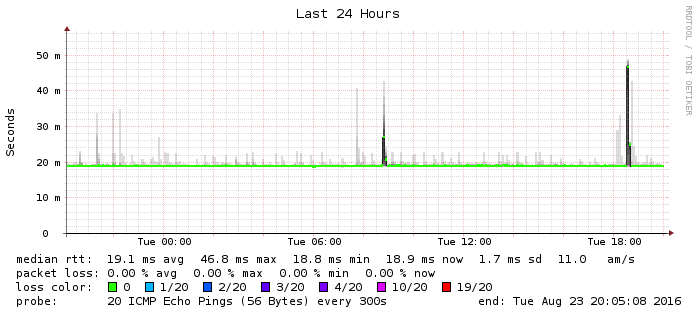 Last 24 Hours
RRDTOOL / TOBI OETIKER
Seconds
50 m
40 m
30 m
20 m
10 m
0
Tue 00:00 Tue 06:00 Tue 12:00 Tue 18:00
median rtt: 19.1 ms avg 46.8 ms max 18.8 ms min 18.9 ms now 1.7 ms sd 11.0 am/s
packet loss: 0.00 % avg 0.00 % max 0.00 % min 0.00 % now
loss color: 0 1/20 2/20 3/20 4/20 10/20 19/20
probe: 20 ICMP Echo Pings (56 Bytes) every 300s end: Tue Aug 23 20:05:08 2016